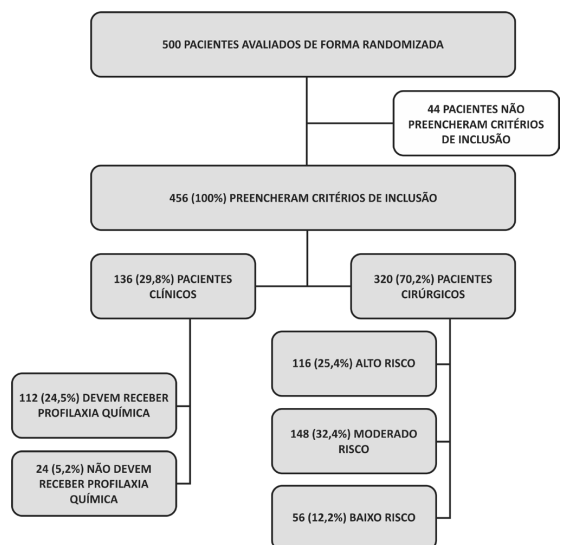 500 PACIENTES AVALIADOS DE FORMA RANDOMIZADA
44 PACIENTES NÃO
PREENCHERAM CRITÉRIOS
DE INCLUSÃO
456 (100%) PREENCHERAM CRITÉRIOS DE INCLUSÃO
136 (29,8%) PACIENTES
CLÍNICOS
320 (70,2%) PACIENTES
CIRÚRGICOS
112 (24,5%) DEVEM RECEBER
PROFILAXIA QUÍMICA
24 (5,2%) NÃO DEVEM
RECEBER PROFILAXIA
QUÍMICA
116 (25,4%) ALTO RISCO
148 (32,4%) MODERADO
RISCO
56 (12,2%) BAIXO RISCO